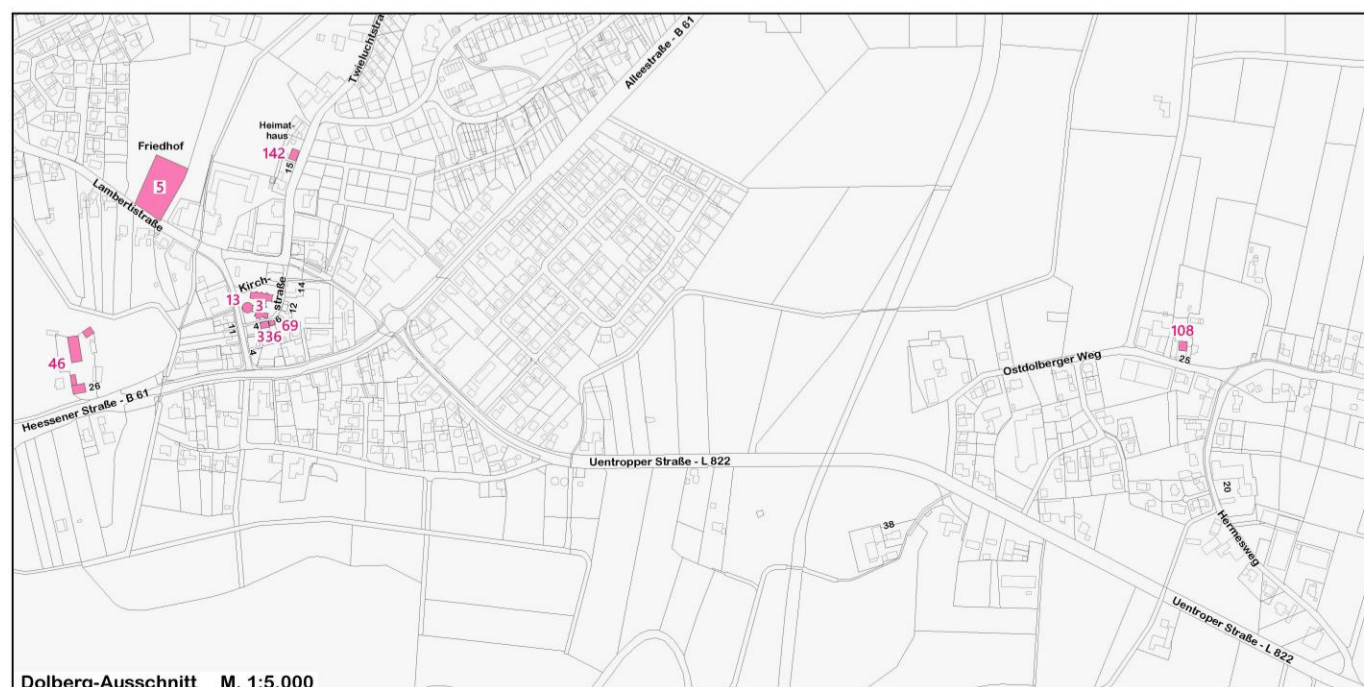 Twieluchtstra
Alleestraße - B 61
Heimat-
haus
142
15
Friedhof
5
Lambertistraße
Kirch-
straße
14
13
3
12
11
4
6
69
336
4
46
26
Heessener Straße - B 61
108
25
Ostdolberger Weg
Uentropper Straße - L 822
20
38
Hermesweg
Uentroper Straße - L 822
Dolberg-Ausschnitt M. 1:5.000